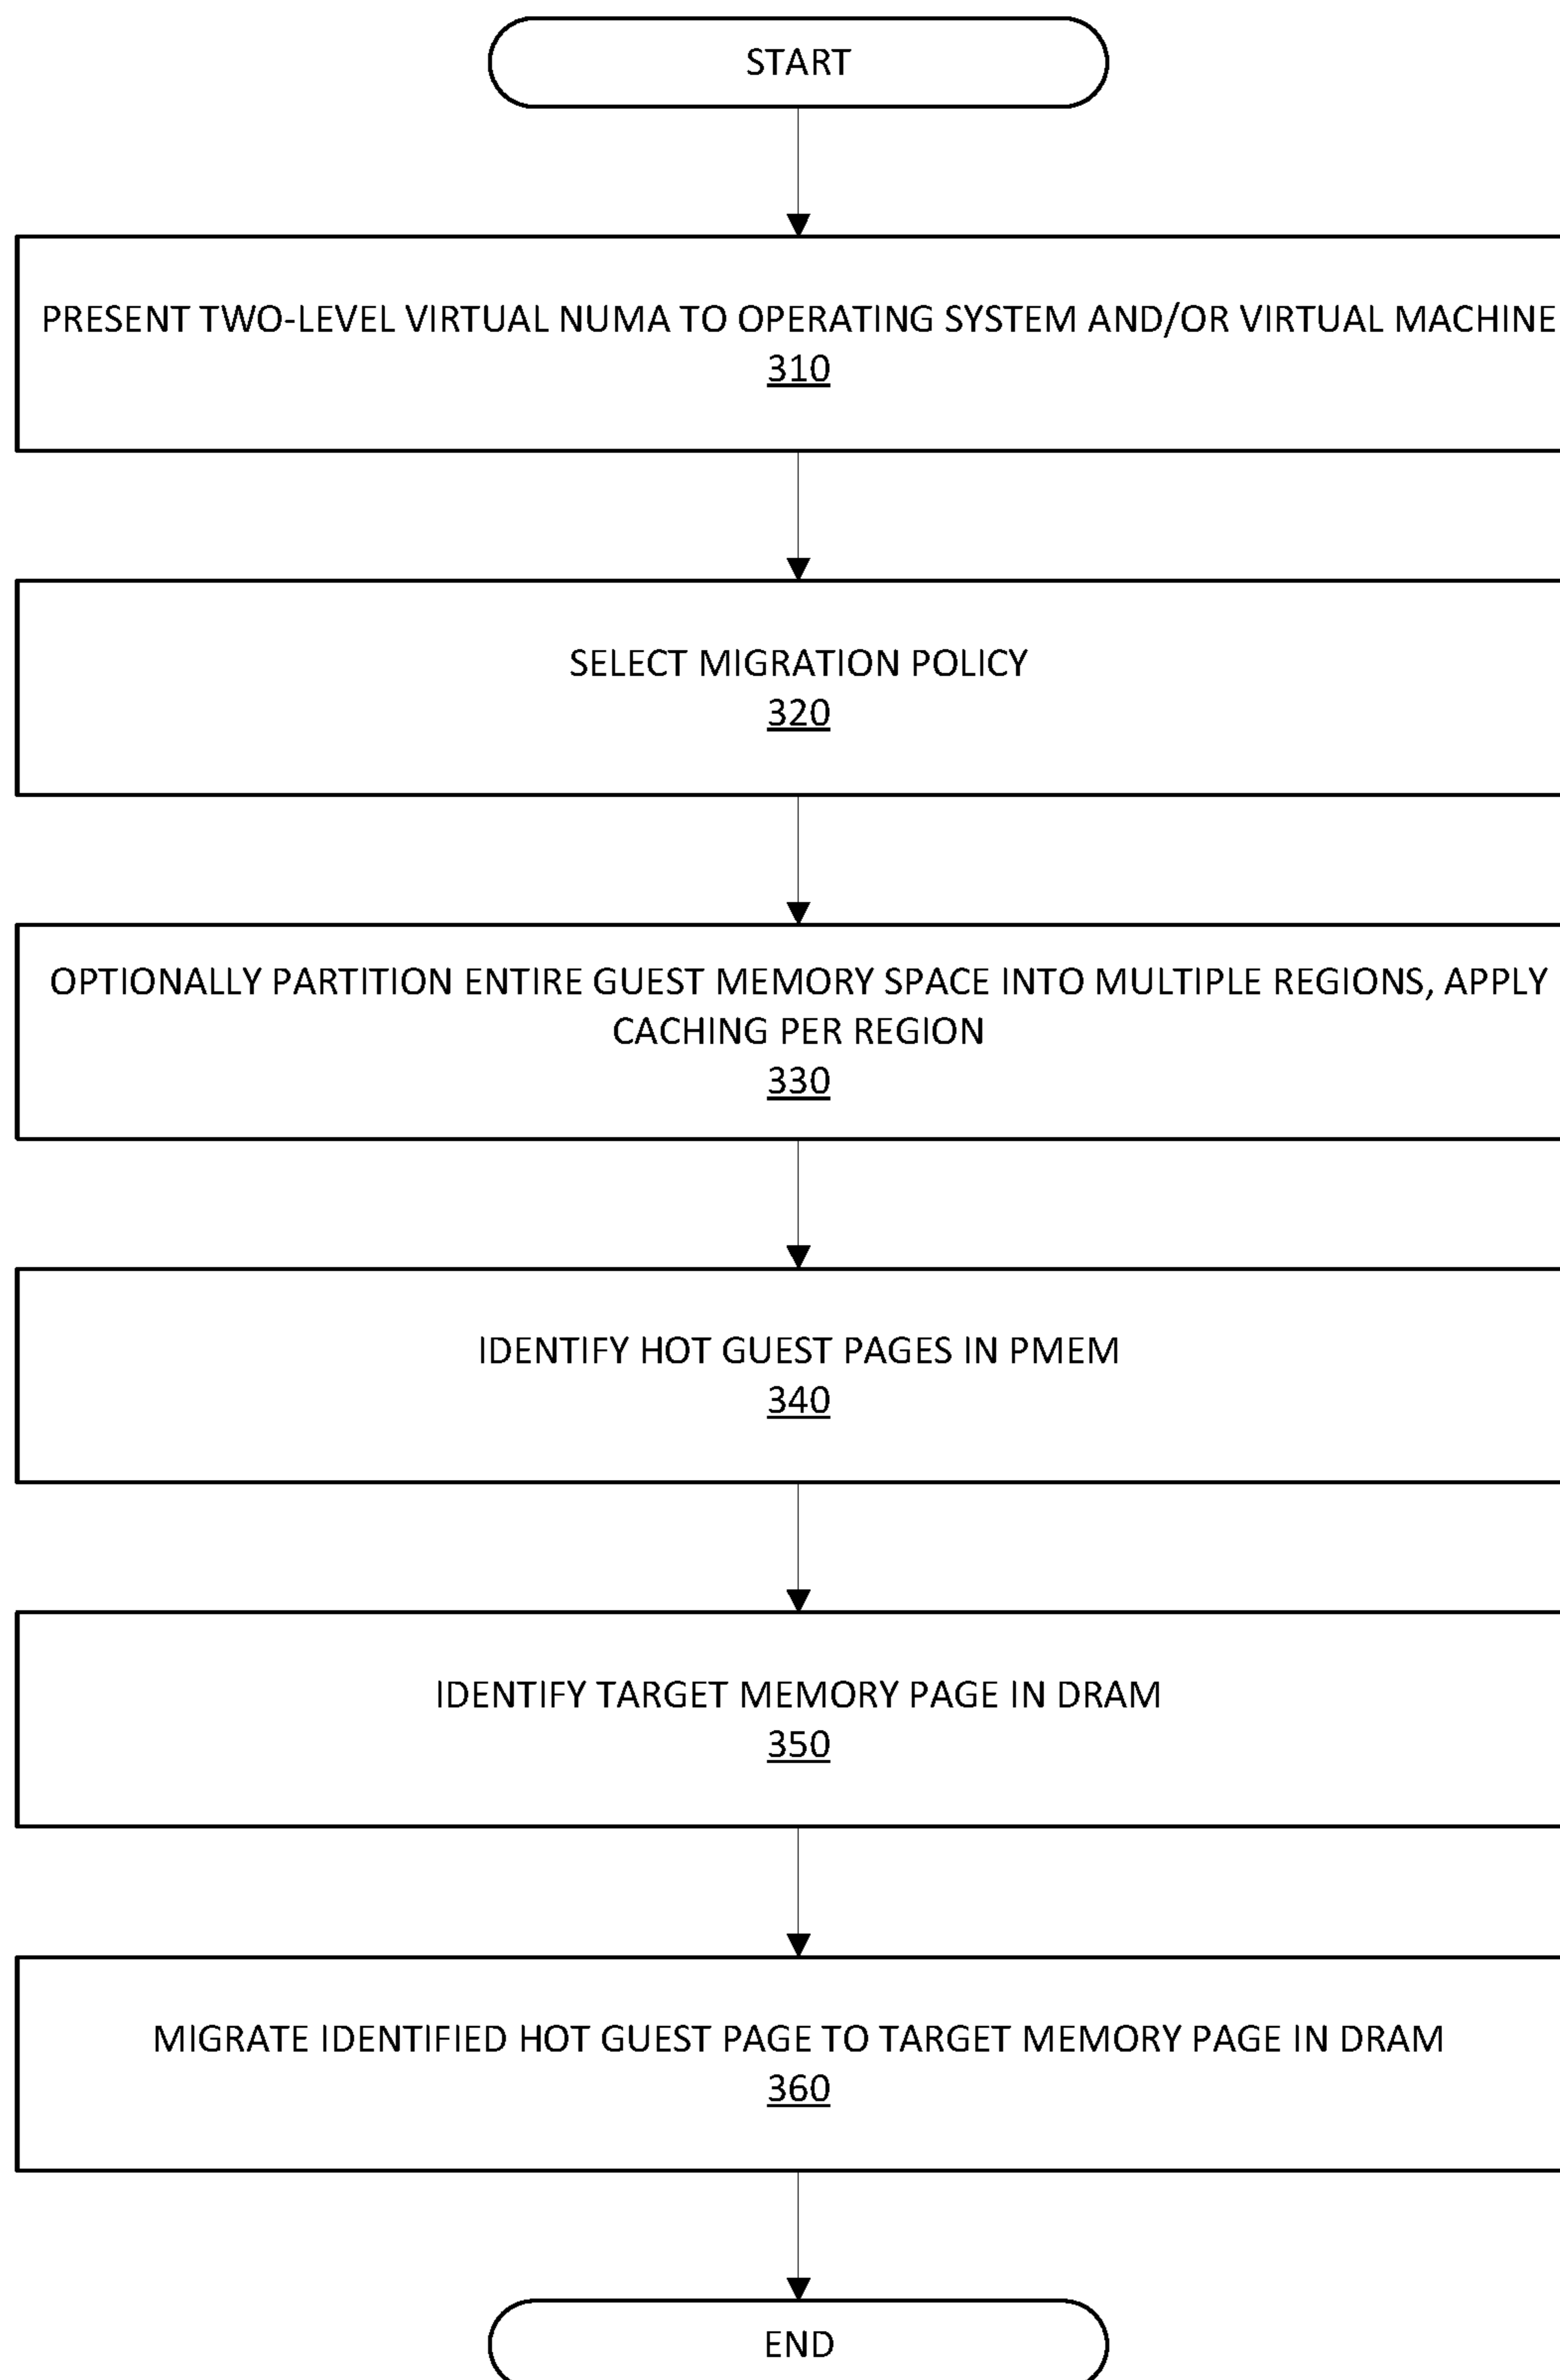 START
PRESENT TWO-LEVEL VIRTUAL NUMA TO OPERATING SYSTEM AND/OR VIRTUAL MACHINE
310
SELECT MIGRATION POLICY
320
OPTIONALLY PARTITION ENTIRE GUEST MEMORY SPACE INTO MULTIPLE REGIONS, APPLY
CACHING PER REGION
330
IDENTIFY HOT GUEST PAGES IN PMEM
340
IDENTIFY TARGET MEMORY PAGE IN DRAM
350
MIGRATE IDENTIFIED HOT GUEST PAGE TO TARGET MEMORY PAGE IN DRAM
360
END